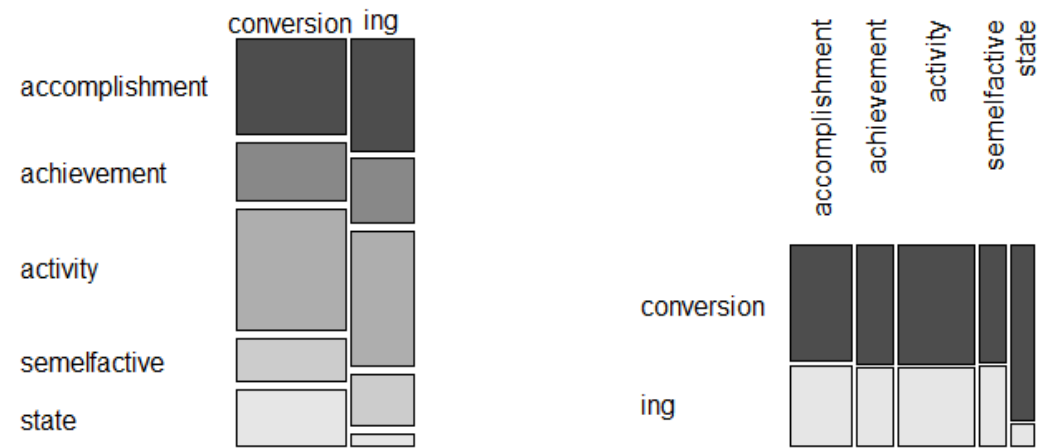 conversion ing
accomplishment
achievement
activity
semelfactive
state
accomplishment
achievement
activity
semelfactive
state
conversion
ing